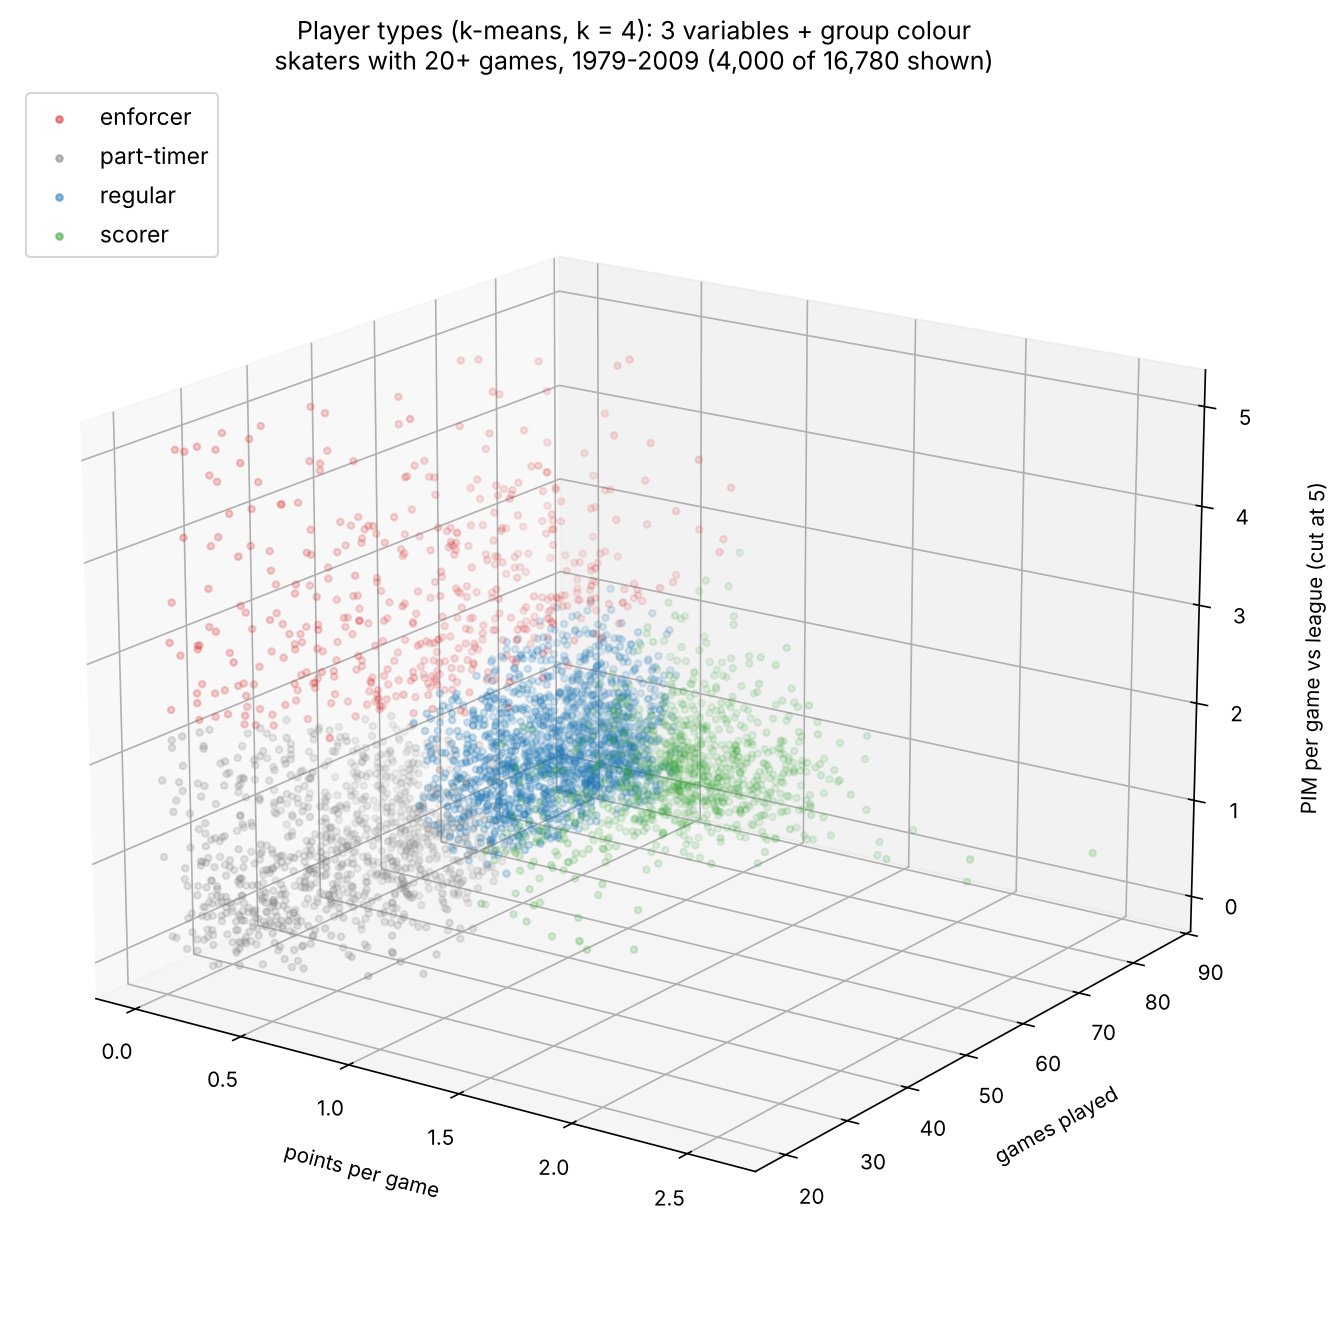 Player types (k-means, k = 4): 3 variables + group colour
skaters with 20+ games, 1979-2009 (4,000 of 16,780 shown)
enforcer
part-timer
regular
scorer
5
4
3
2
1
0
PIM per game vs league (cut at 5)
90
80
70
60
50
40
30
20
games played
0.0
0.5
1.0
1.5
2.0
2.5
points per game